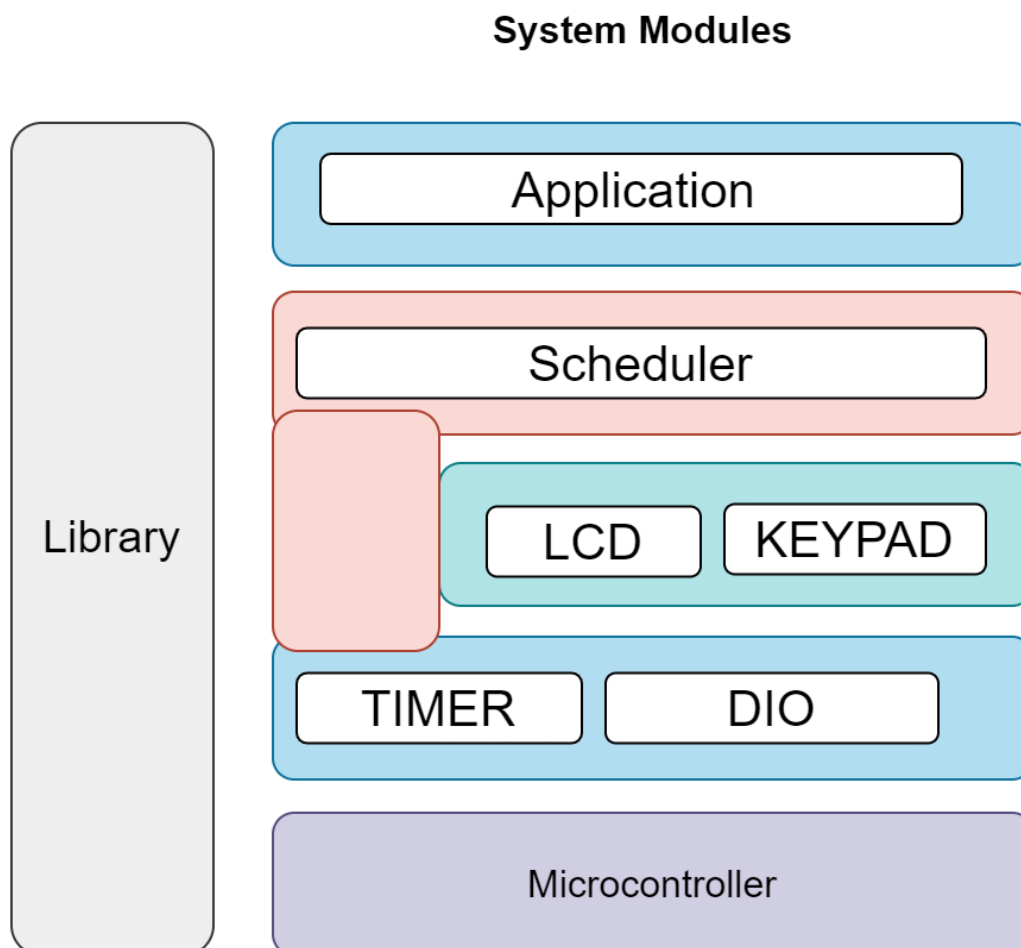 System Modules
Application
Scheduler
Library
LCD
KEYPAD
TIMER
DIO
Microcontroller